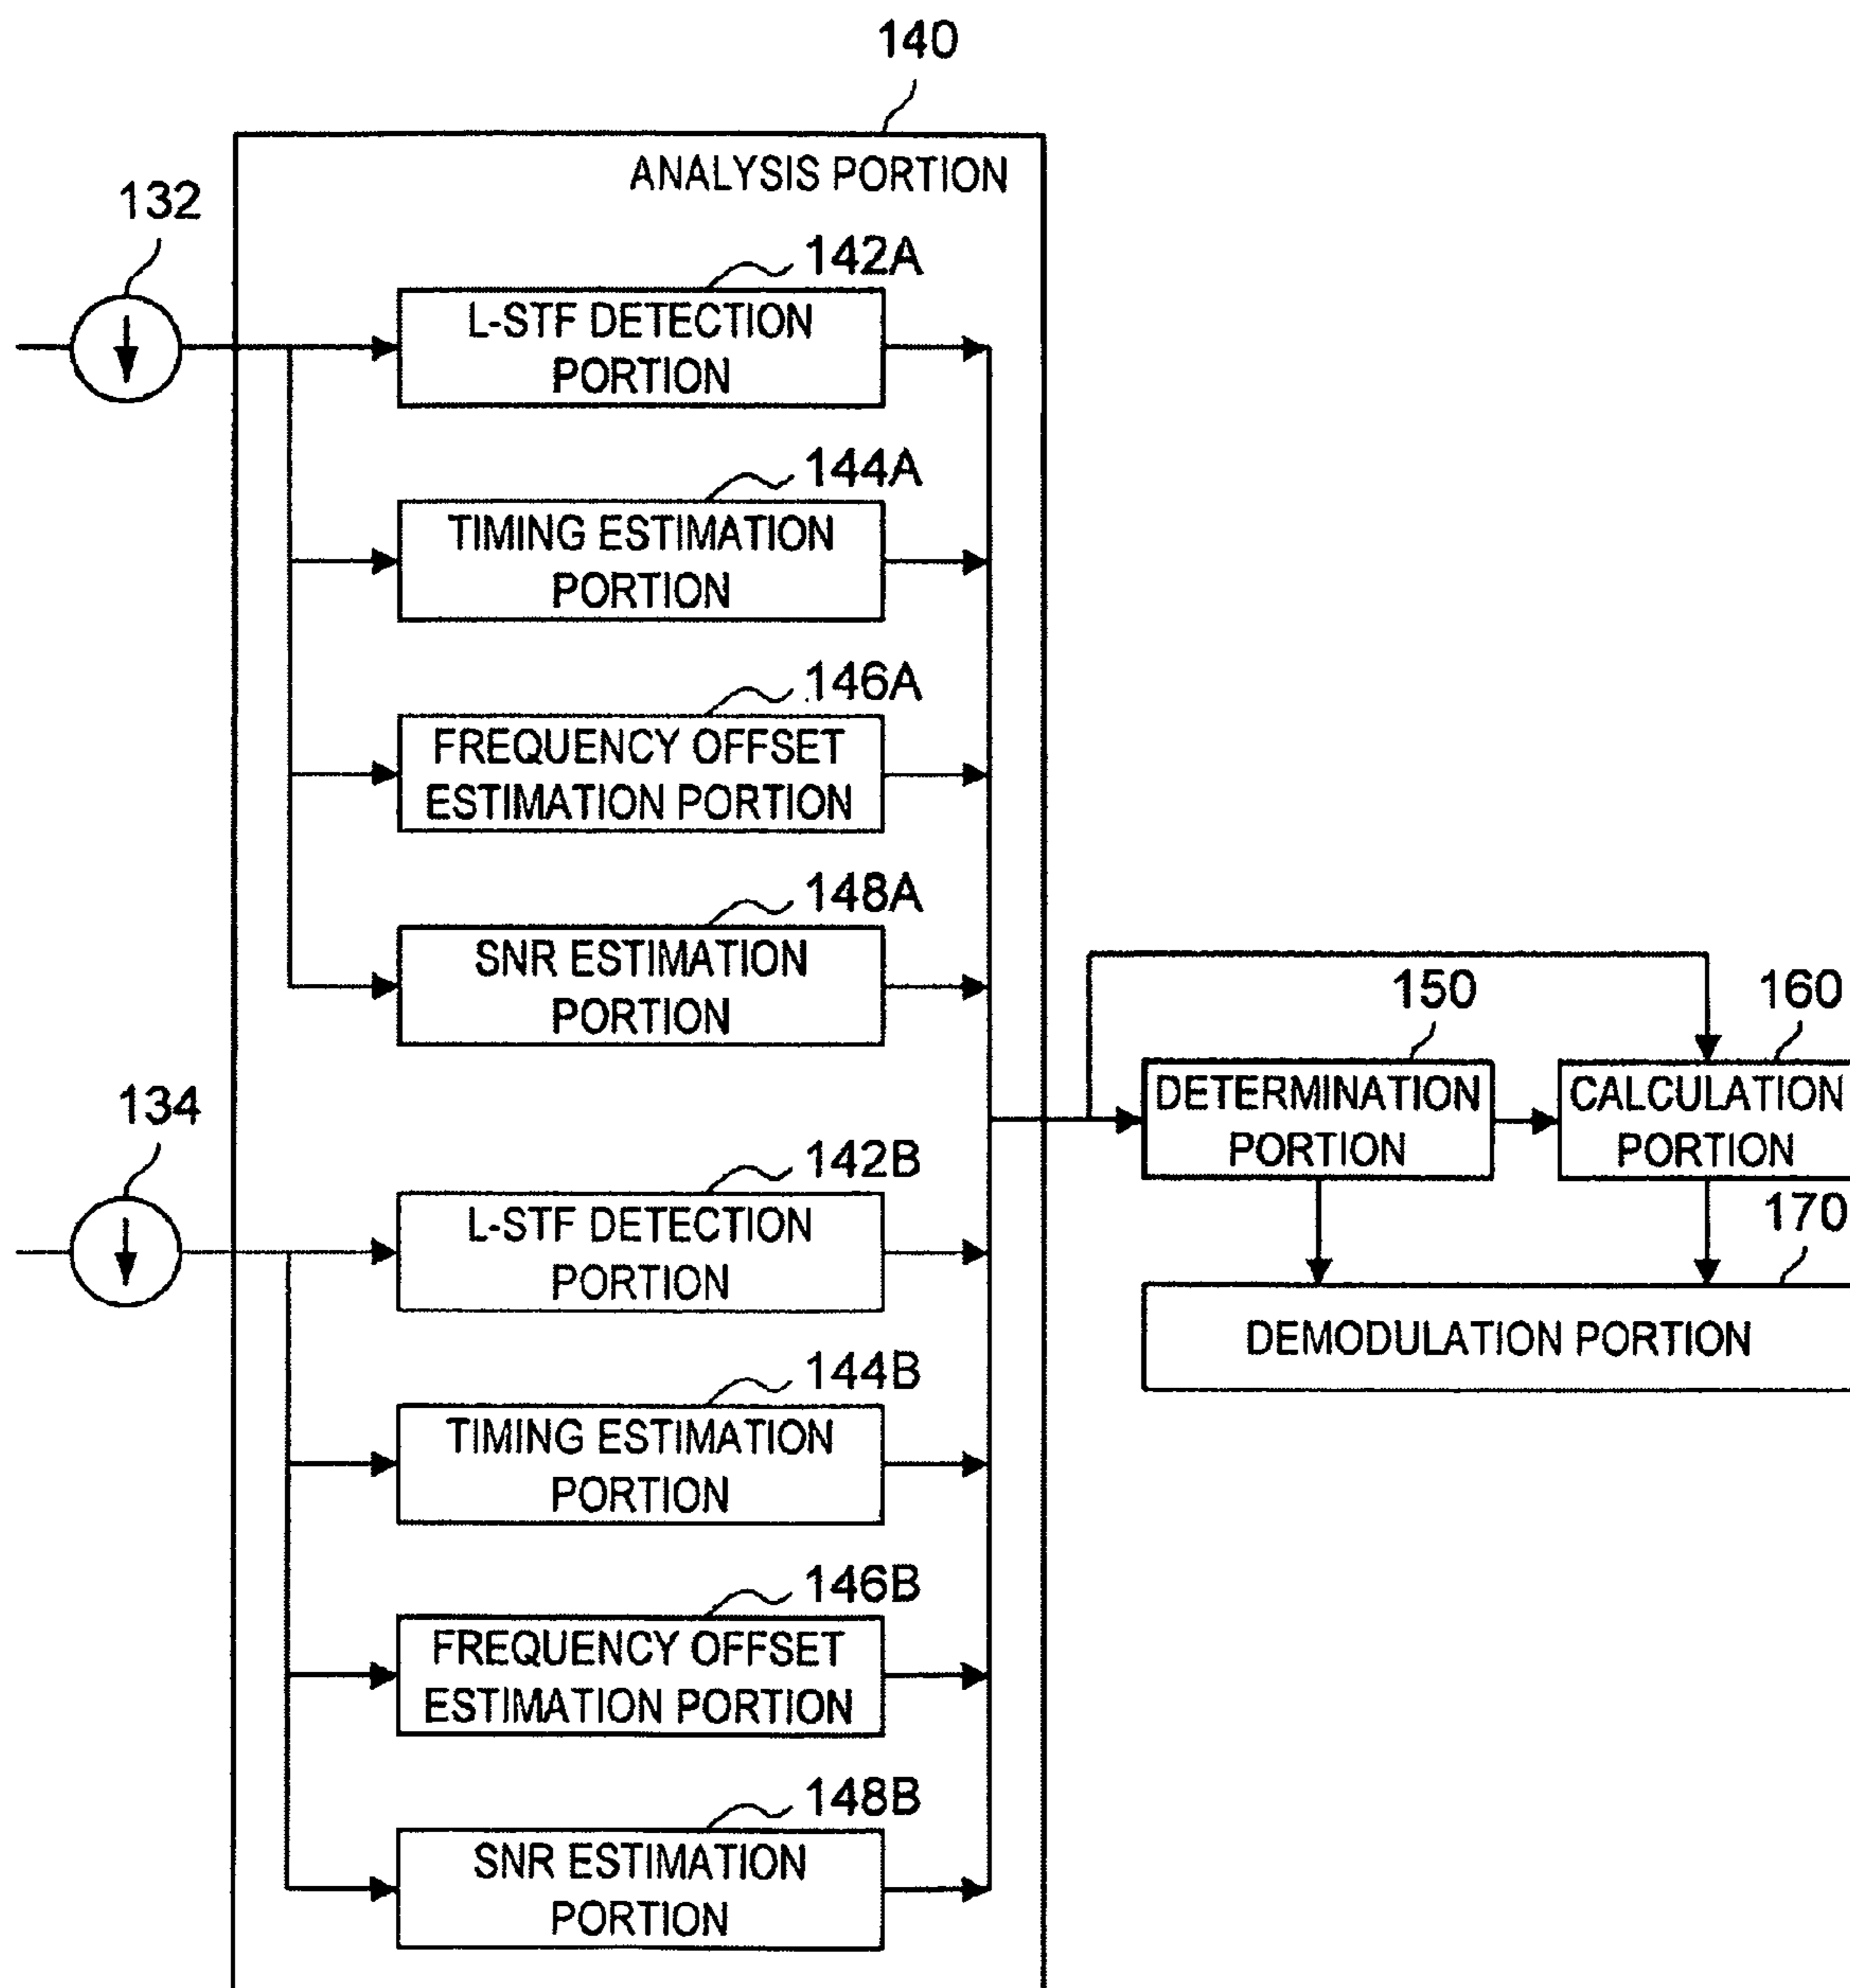 140
ANALYSIS PORTION
132
142A
L-STF DETECTION
PORTION
144A
TIMING ESTIMATION
PORTION
146A
FREQUENCY OFFSET
ESTIMATION PORTION
148A
SNR ESTIMATION
PORTION
150
160
DETERMINATION
PORTION
CALCULATION
PORTION
134
142B
L-STF DETECTION
PORTION
170
DEMODULATION PORTION
144B
TIMING ESTIMATION
PORTION
146B
FREQUENCY OFFSET
ESTIMATION PORTION
148B
SNR ESTIMATION
PORTION